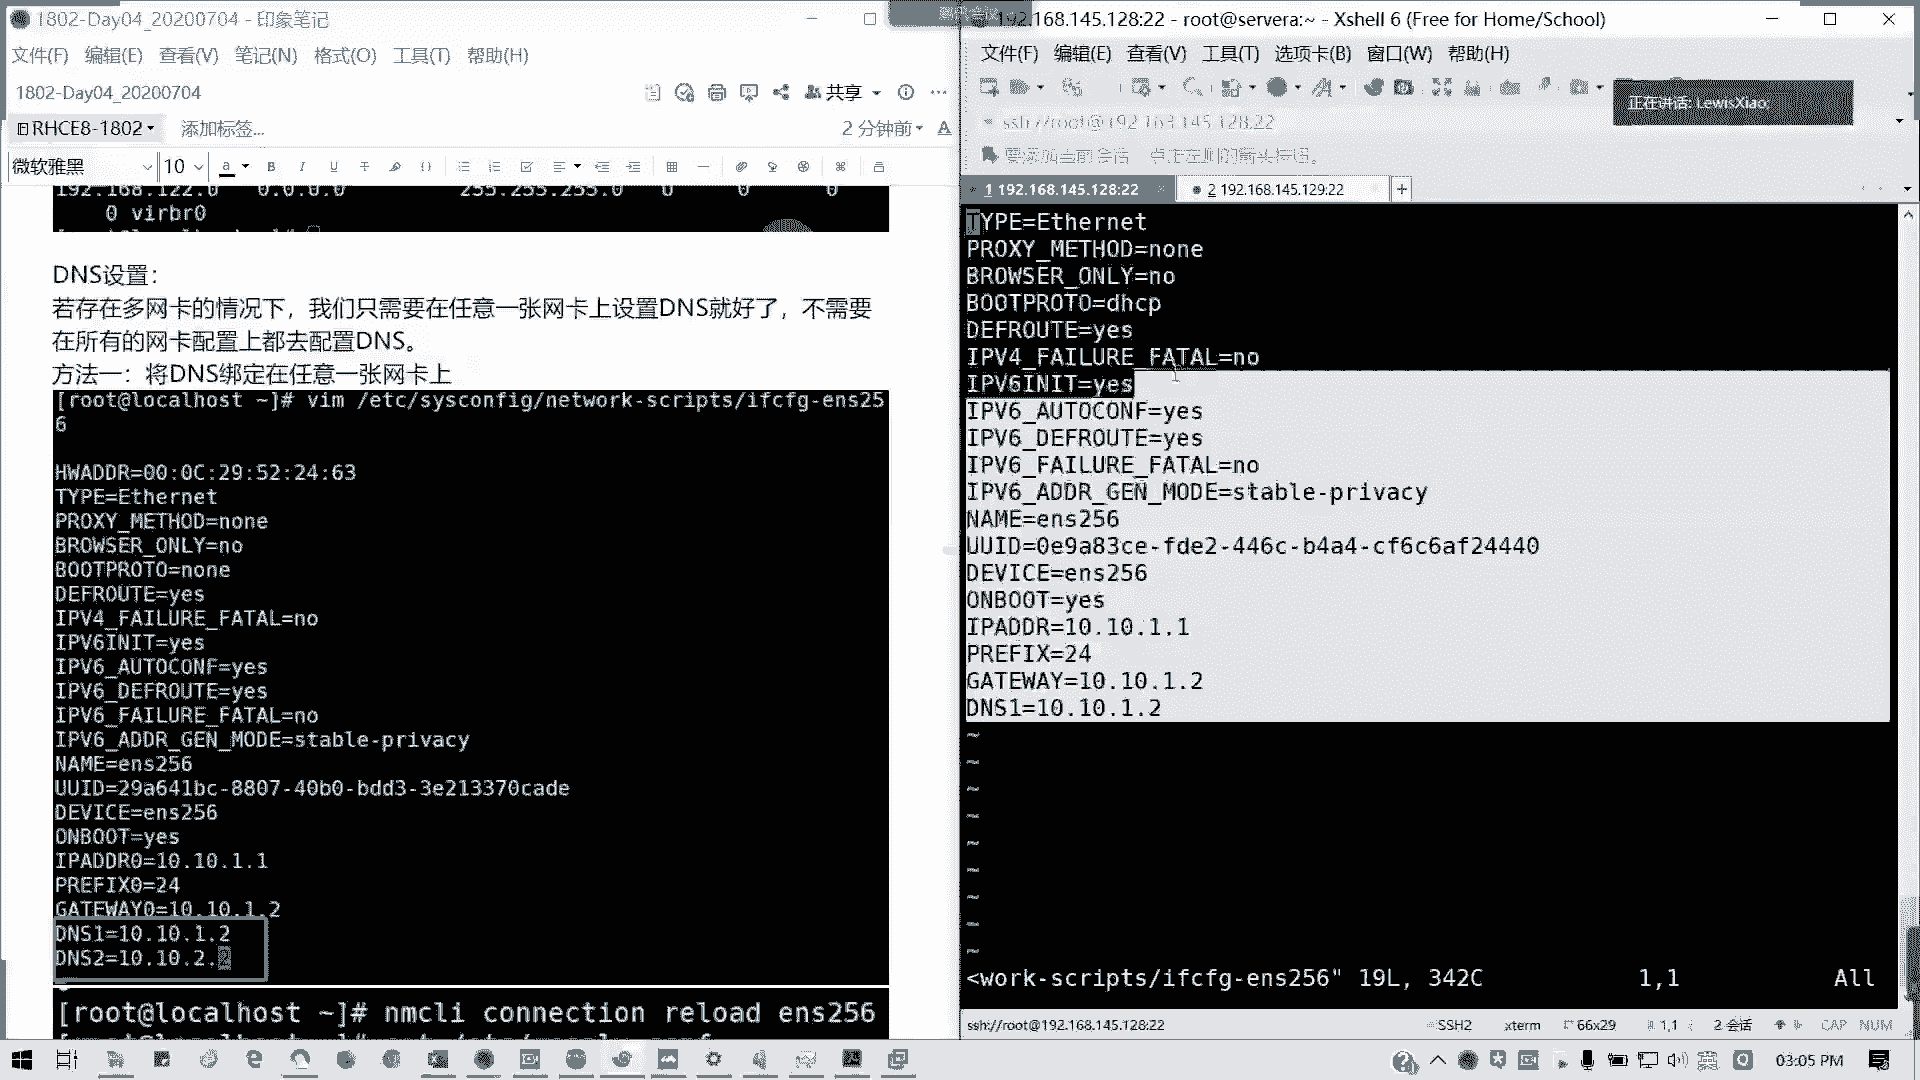 1802-Day04_20200704 - 印象笔记
文件(F) 编辑(E) 查看(V) 笔记(N) 格式(O) 工具(T) 帮助(H)
1802-Day04_20200704
共享
RHCE8-1802
添加标签...
2 分钟前
微软雅黑 10
192.168.122.0 0.0.0.0 255.255.255.0 0 0 0
0 virbr0
DNS设置:
若存在多网卡的情况下，我们只需要在任意一张网卡上设置DNS就好了，不需要
在所有的网卡配置上都去配置DNS。
方法一：将DNS绑定在任意一张网卡上
[root@localhost ~]# vim /etc/sysconfig/network-scripts/ifcfg-ens25
6
HWADDR=00:0C:29:52:24:63
TYPE=Ethernet
PROXY_METHOD=none
BROWSER_ONLY=no
BOOTPROTO=none
DEFROUTE=yes
IPV4_FAILURE_FATAL=no
IPV6INIT=yes
IPV6_AUTOCONF=yes
IPV6_DEFROUTE=yes
IPV6_FAILURE_FATAL=no
IPV6_ADDR_GEN_MODE=stable-privacy
NAME=ens256
UUID=29a641bc-8807-40b0-bdd3-3e213370cade
DEVICE=ens256
ONBOOT=yes
IPADDR0=10.10.1.1
PREFIX0=24
GATEWAY0=10.10.1.2
DNS1=10.10.1.2
DNS2=10.10.2.2
[root@localhost ~]# nmcli connection reload ens256
192.168.145.128:22 - root@servera:~ - Xshell 6 (Free for Home/School)
文件(F) 编辑(E) 查看(V) 工具(T) 选项卡(B) 窗口(W) 帮助(H)
正在讲话: LewisXiao;
ssh://root@192.168.145.128:22
要添加当前会话，点击左侧的箭头按钮。
1 192.168.145.128:22
2 192.168.145.129:22
TYPE=Ethernet
PROXY_METHOD=none
BROWSER_ONLY=no
BOOTPROTO=dhcp
DEFROUTE=yes
IPV4_FAILURE_FATAL=no
IPV6INIT=yes
IPV6_AUTOCONF=yes
IPV6_DEFROUTE=yes
IPV6_FAILURE_FATAL=no
IPV6_ADDR_GEN_MODE=stable-privacy
NAME=ens256
UUID=0e9a83ce-fde2-446c-b4a4-cf6c6af24440
DEVICE=ens256
ONBOOT=yes
IPADDR=10.10.1.1
PREFIX=24
GATEWAY=10.10.1.2
DNS1=10.10.1.2
~
~
~
~
~
~
~
~
~
<work-scripts/ifcfg-ens256" 19L, 342C 1,1 All
ssh://root@192.168.145.128:22 SSH2 xterm 66x29 1,1 2 会话 CAP NUM
英 03:05 PM